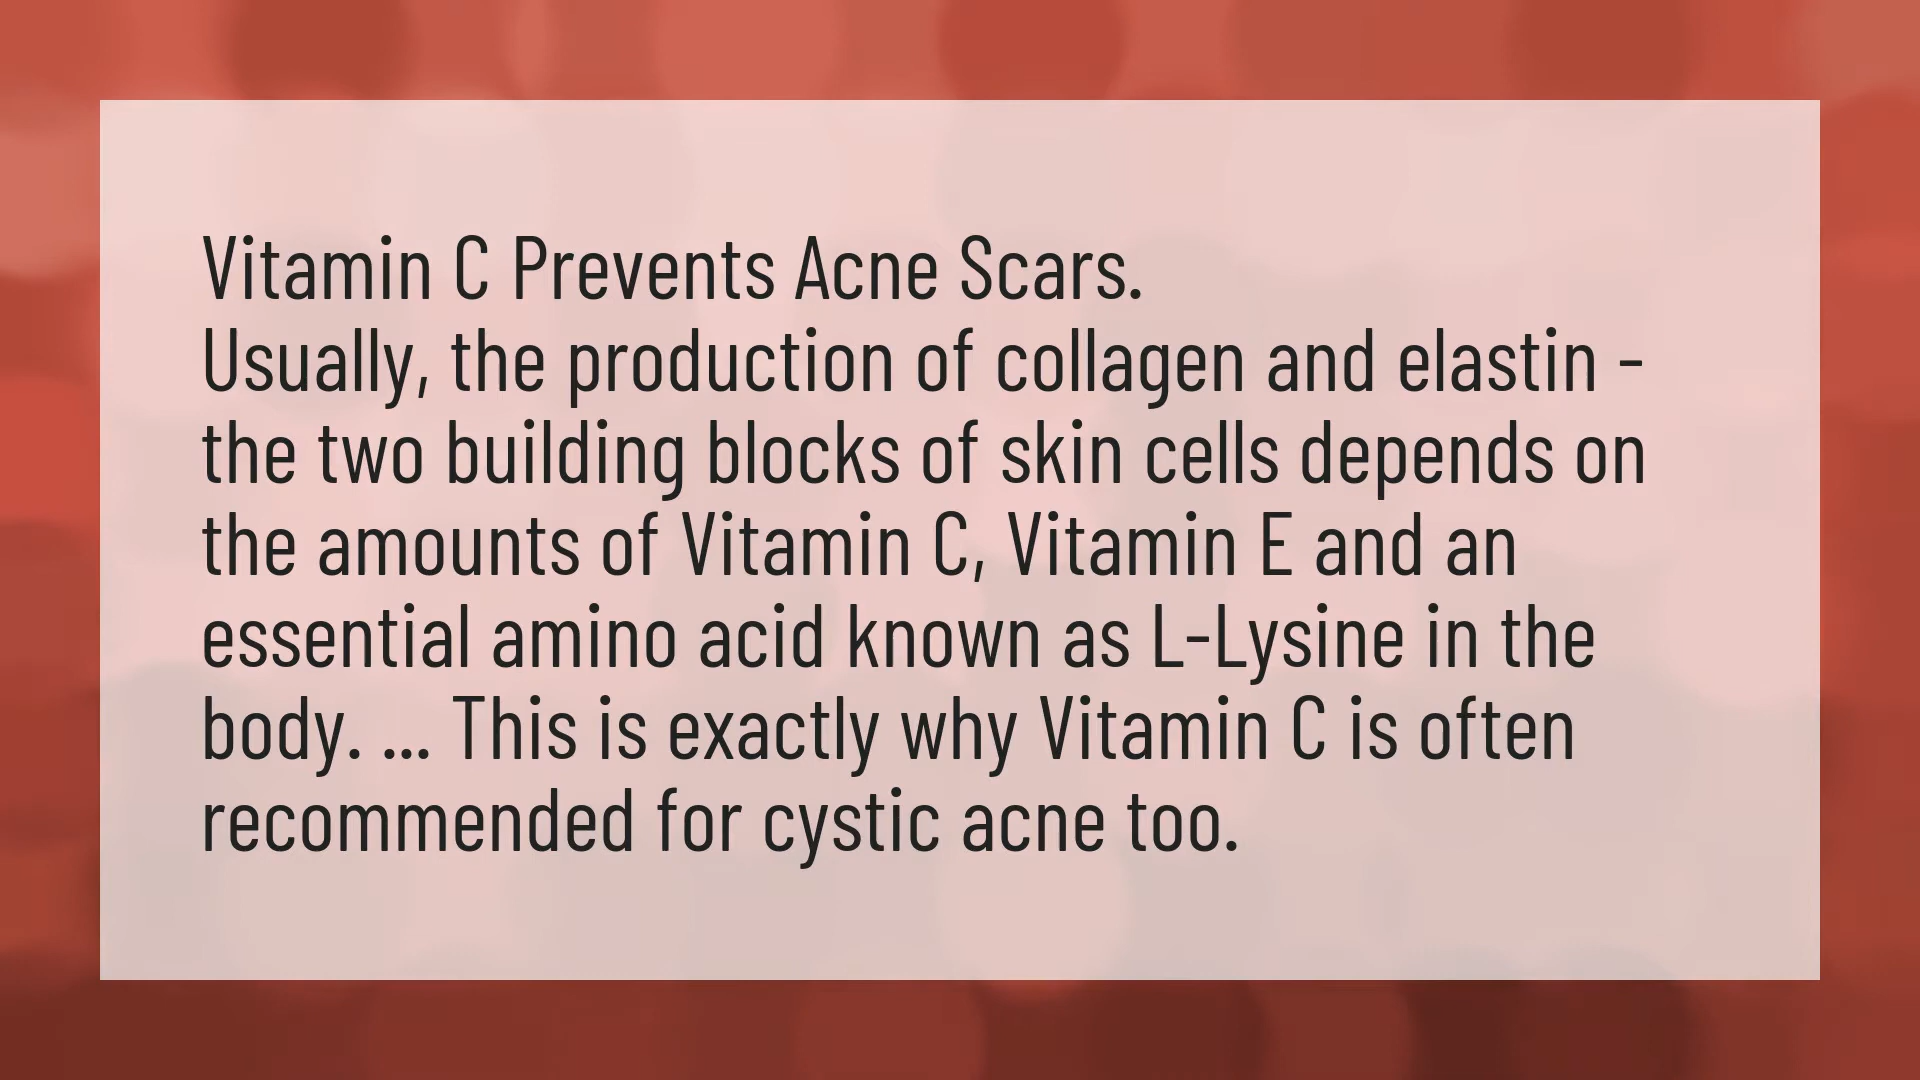 Vitamin C Prevents Acne Scars.
Usually, the production of collagen and elastin -
the two building blocks of skin cells depends on
the amounts of Vitamin C, Vitamin E and an
essential amino acid known as L-Lysine in the
body. ... This is exactly why Vitamin C is often
recommended for cystic acne too.